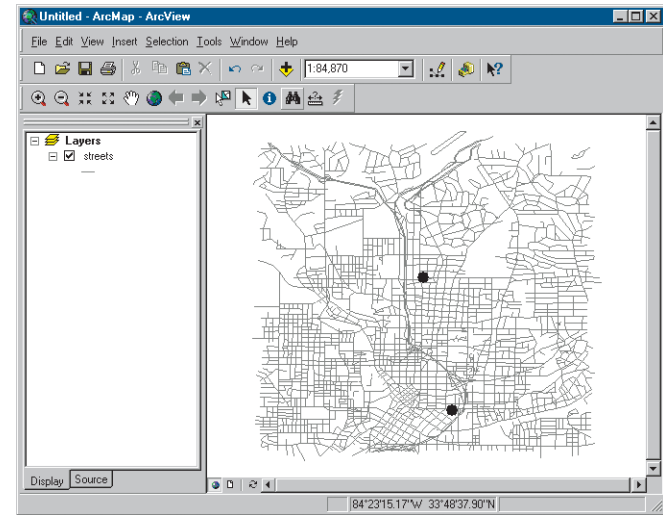 Untitled - ArcMap - ArcView
File Edit View Insert Selection Tools Window Help
1:84,870
Layers
streets
Display Source
84°23'15.17"W 33°48'37.90"N